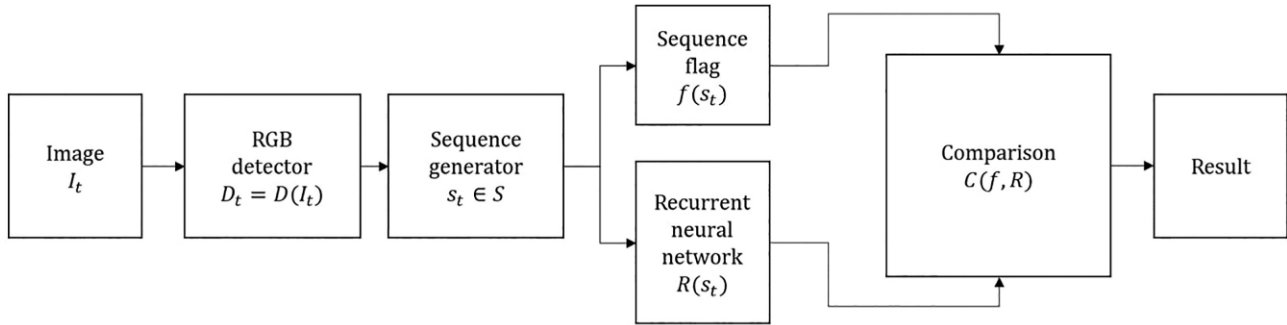 Image
I_t
RGB
detector
D_t = D(I_t)
Sequence
generator
s_t ∈ S
Sequence
flag
f(s_t)
Recurrent
neural
network
R(s_t)
Comparison
C(f, R)
Result